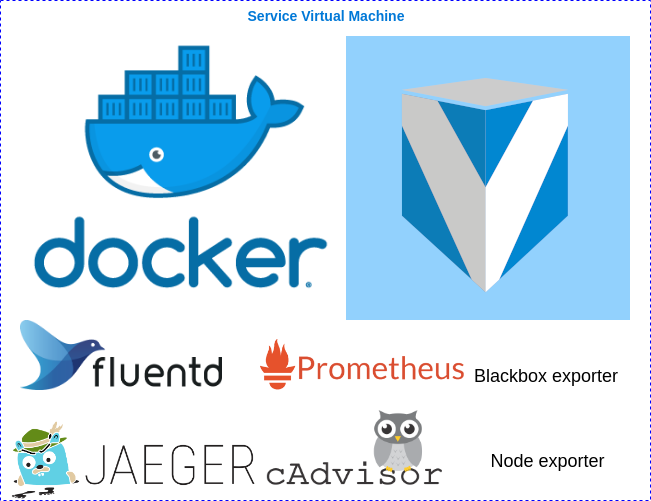 Service Virtual Machine
docker
fluentd
Prometheus
Blackbox exporter
JAEGER
cAdvisor
Node exporter